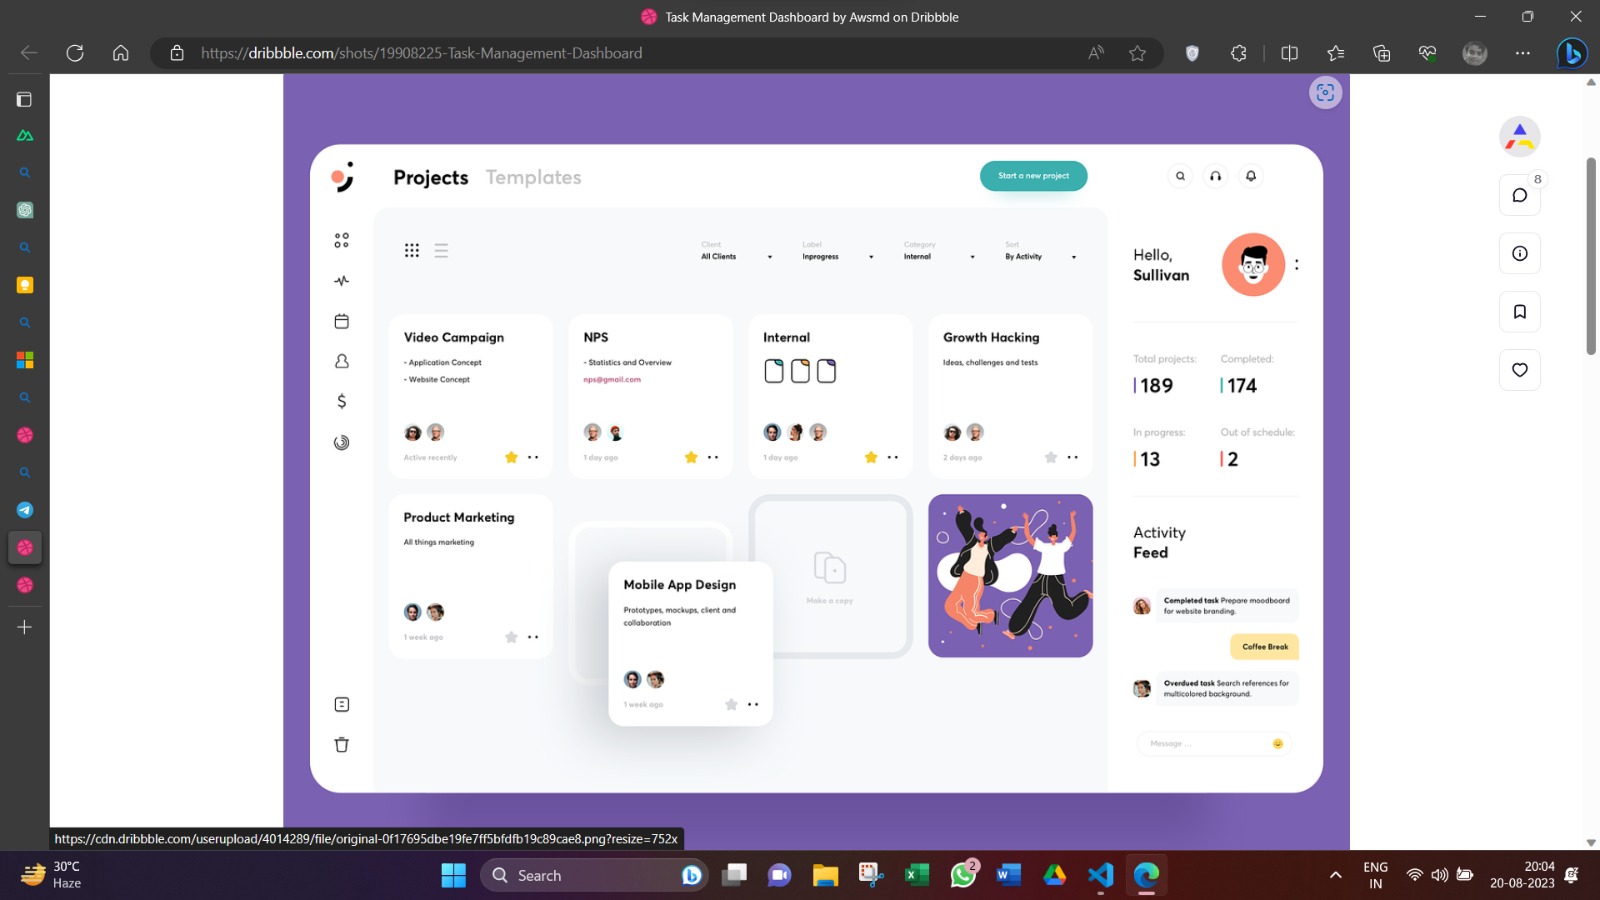 Task Management Dashboard by Awsmd on Dribbble
https://dribbble.com/shots/19908225-Task-Management-Dashboard
8
Projects
Templates
Start a new project
Client
All Clients
Label
Inprogress
Category
Internal
Sort
By Activity
Hello,
Sullivan
Video Campaign
- Application Concept
- Website Concept
Active recently
NPS
- Statistics and Overview
nps@gmail.com
1 day ago
Internal
1 day ago
Growth Hacking
Ideas, challenges and tests
2 days ago
Total projects:
189
Completed:
174
In progress:
13
Out of schedule:
2
Product Marketing
All things marketing
1 week ago
Mobile App Design
Prototypes, mockups, client and
collaboration
1 week ago
Make a copy
Activity
Feed
Completed task Prepare moodboard
for website branding.
Coffee Break
Overdued task Search references for
multicolored background.
Message ...
https://cdn.dribbble.com/userupload/4014289/file/original-0f17695dbe19fe7ff5bfdfb19c89cae8.png?resize=752x
30°C
Haze
Search
2
ENG
IN
20:04
20-08-2023